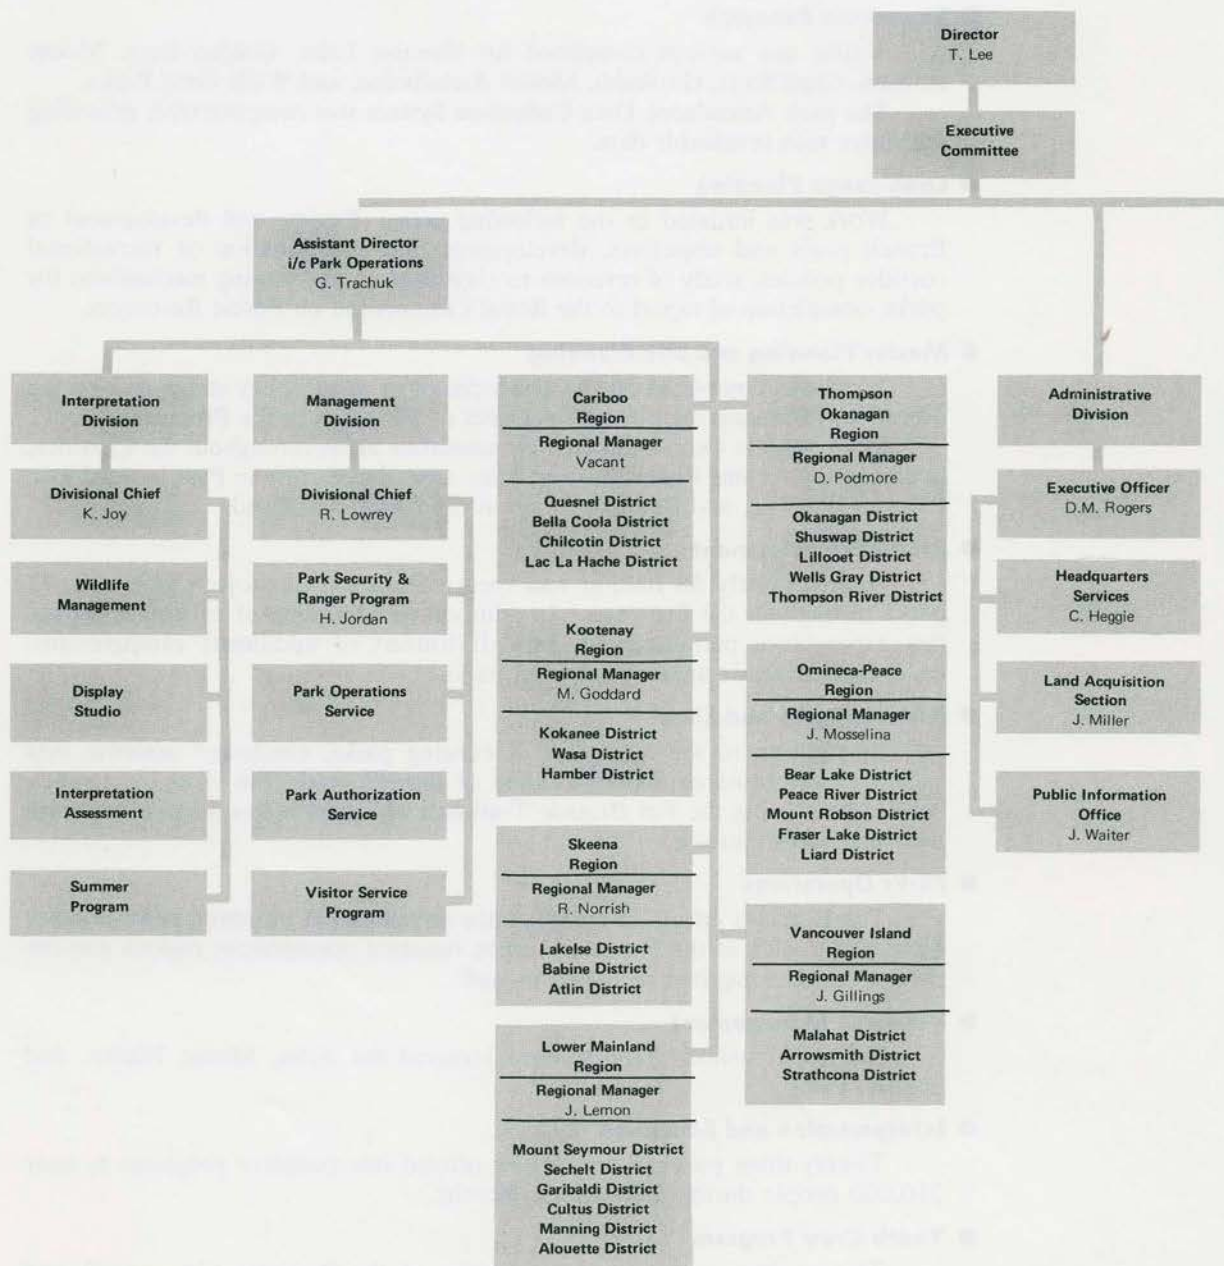 Director
T. Lee
Executive
Committee
Assistant Director
i/c Park Operations
G. Trachuk
Interpretation
Division
Divisional Chief
K. Joy
Wildlife
Management
Display
Studio
Interpretation
Assessment
Summer
Program
Management
Division
Divisional Chief
R. Lowrey
Park Security &
Ranger Program
H. Jordan
Park Operations
Service
Park Authorization
Service
Visitor Service
Program
Cariboo
Region
Regional Manager
Vacant
Quesnel District
Bella Coola District
Chilcotin District
Lac La Hache District
Kootenay
Region
Regional Manager
M. Goddard
Kokanee District
Wasa District
Hamber District
Skeena
Region
Regional Manager
R. Norrish
Lakelse District
Babine District
Atlin District
Lower Mainland
Region
Regional Manager
J. Lemon
Mount Seymour District
Sechelt District
Garibaldi District
Cultus District
Manning District
Alouette District
Thompson
Okanagan
Region
Regional Manager
D. Podmore
Okanagan District
Shuswap District
Lillooet District
Wells Gray District
Thompson River District
Omineca-Peace
Region
Regional Manager
J. Mosselina
Bear Lake District
Peace River District
Mount Robson District
Fraser Lake District
Liard District
Vancouver Island
Region
Regional Manager
J. Gillings
Malahat District
Arrowsmith District
Strathcona District
Administrative
Division
Executive Officer
D.M. Rogers
Headquarters
Services
C. Heggie
Land Acquisition
Section
J. Miller
Public Information
Office
J. Waiter